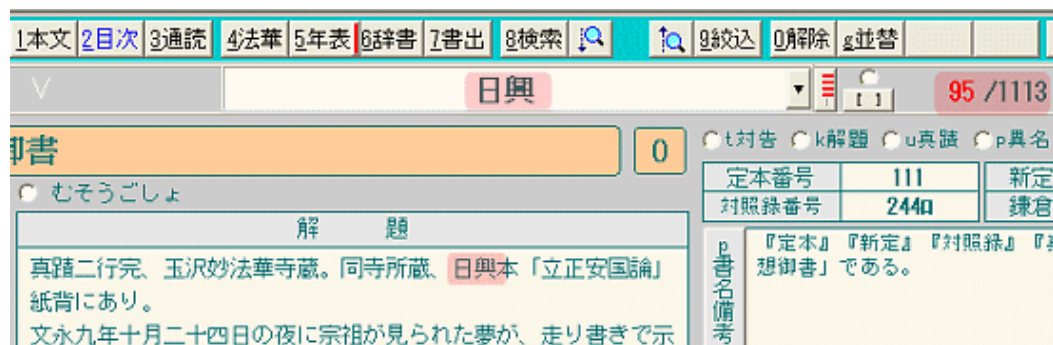 1本文 2目次 3通読 4法華 5年表 6辞書 7書出 8検索 9絞込 0解除 g並替
V 日興 [ ] 95 /1113
御書 0
むそうごしょ
t対告 k解題 u真蹟 p異名
定本番号 111 新定
対照録番号 244ロ 鎌倉
解 題
真蹟二行完、玉沢妙法華寺蔵。同寺所蔵、日興本「立正安国論」
紙背にあり。
文永九年十月二十四日の夜に宗祖が見られた夢が、走り書きで示
p書名備考
『定本』『新定』『対照録』『
想御書」である。